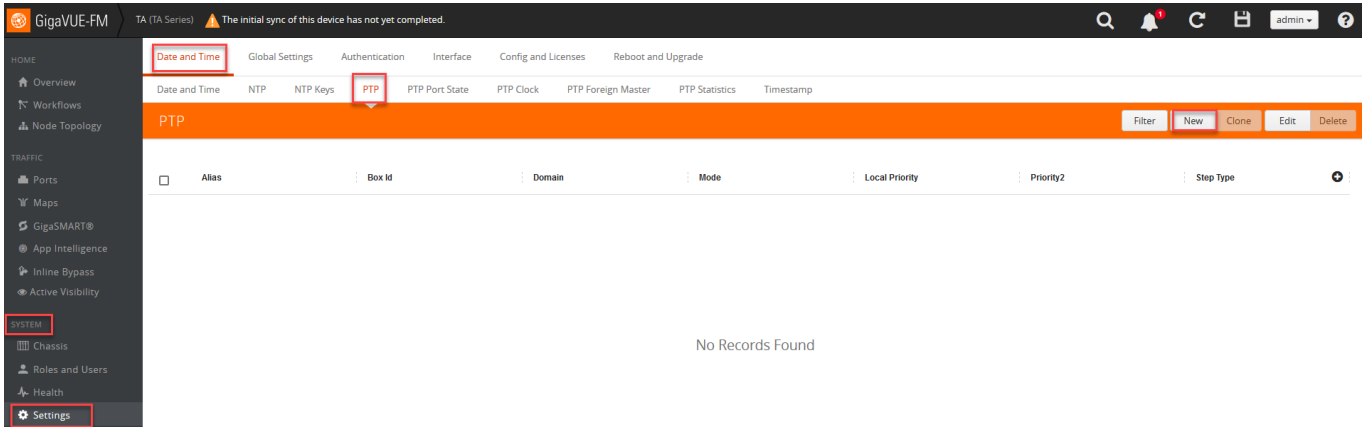 GigaVUE-FM TA (TA Series) The initial sync of this device has not yet completed. 1 admin
HOME
Overview
Workflows
Node Topology
TRAFFIC
Ports
Maps
GigaSMART®
App Intelligence
Inline Bypass
Active Visibility
SYSTEM
Chassis
Roles and Users
Health
Settings
Date and Time Global Settings Authentication Interface Config and Licenses Reboot and Upgrade
Date and Time NTP NTP Keys PTP PTP Port State PTP Clock PTP Foreign Master PTP Statistics Timestamp
PTP Filter New Clone Edit Delete
Alias Box Id Domain Mode Local Priority Priority2 Step Type
No Records Found